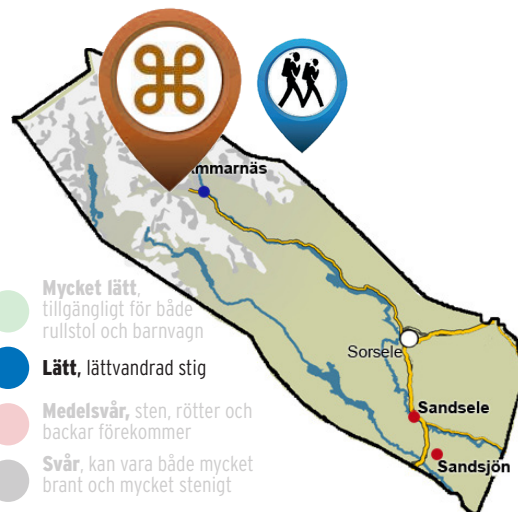 mmarnäs
Mycket lätt,
tillgängligt för både
rullstol och barnvagn
Sorsele
Lätt, lättvandrad stig
Medelsvår, sten, rötter och
backar förekommer
Sandsele
Svår, kan vara både mycket
brant och mycket stenigt
Sandsjön